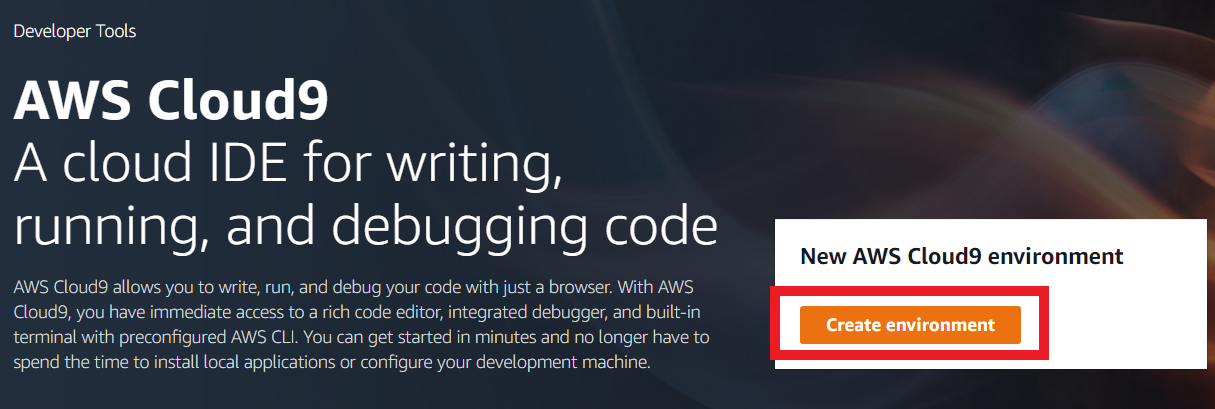 Developer Tools
AWS Cloud9
A cloud IDE for writing,
running, and debugging code
AWS Cloud9 allows you to write, run, and debug your code with just a browser. With AWS
Cloud9, you have immediate access to a rich code editor, integrated debugger, and built-in
terminal with preconfigured AWS CLI. You can get started in minutes and no longer have to
spend the time to install local applications or configure your development machine.
New AWS Cloud9 environment
Create environment